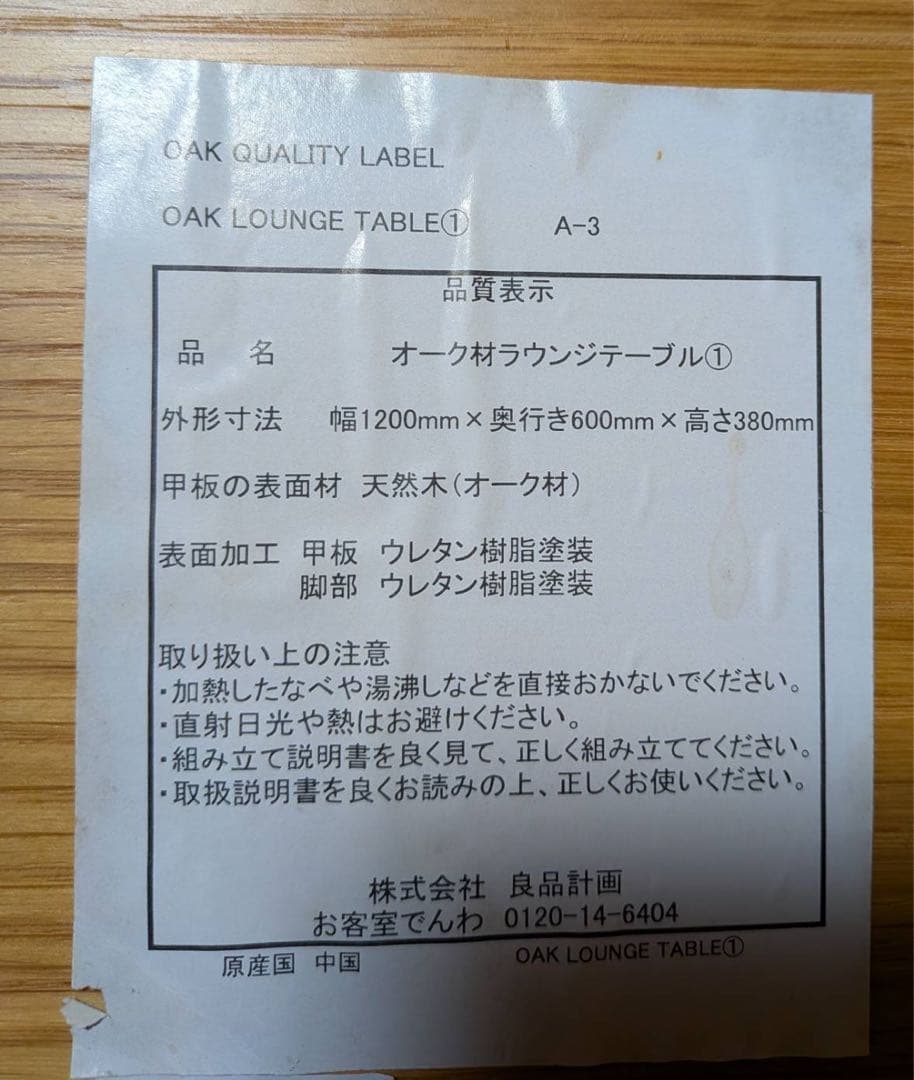 OAK QUALITY LABEL
OAK LOUNGE TABLE① A-3
品質表示
品 名 オーク材ラウンジテーブル①
外形寸法 幅1200mm×奥行き600mm×高さ380mm
甲板の表面材 天然木(オーク材)
表面加工 甲板 ウレタン樹脂塗装
脚部 ウレタン樹脂塗装
取り扱い上の注意
・加熱したなべや湯沸しなどを直接おかないでください。
・直射日光や熱はお避けください。
・組み立て説明書を良く見て、正しく組み立ててください。
・取扱説明書を良くお読みの上、正しくお使いください。
株式会社 良品計画
お客室でんわ 0120-14-6404
原産国 中国 OAK LOUNGE TABLE①